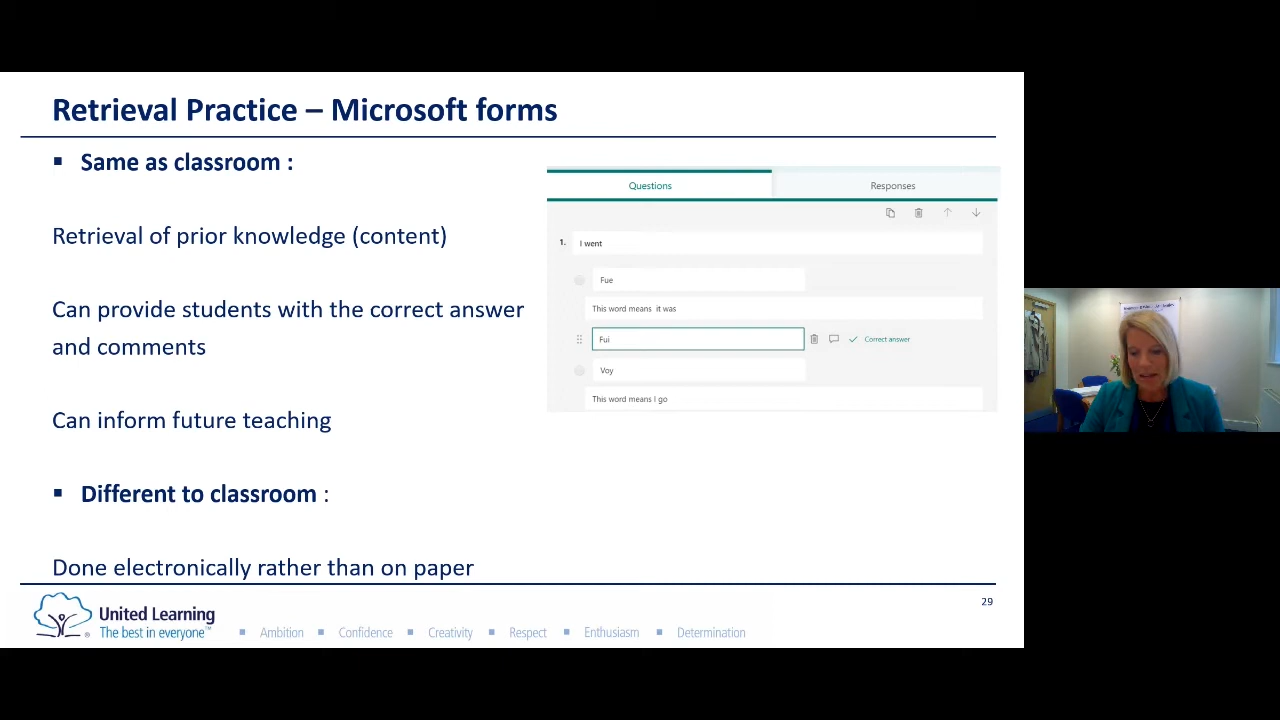 Retrieval Practice – Microsoft forms
▪ Same as classroom :
Retrieval of prior knowledge (content)
Can provide students with the correct answer
and comments
Can inform future teaching
▪ Different to classroom :
Done electronically rather than on paper
Questions
Responses
1. I went
Fue
This word means it was
Fui
Correct answer
Voy
This word means I go
29
United Learning
The best in everyone™
▪ Ambition ▪ Confidence ▪ Creativity ▪ Respect ▪ Enthusiasm ▪ Determination